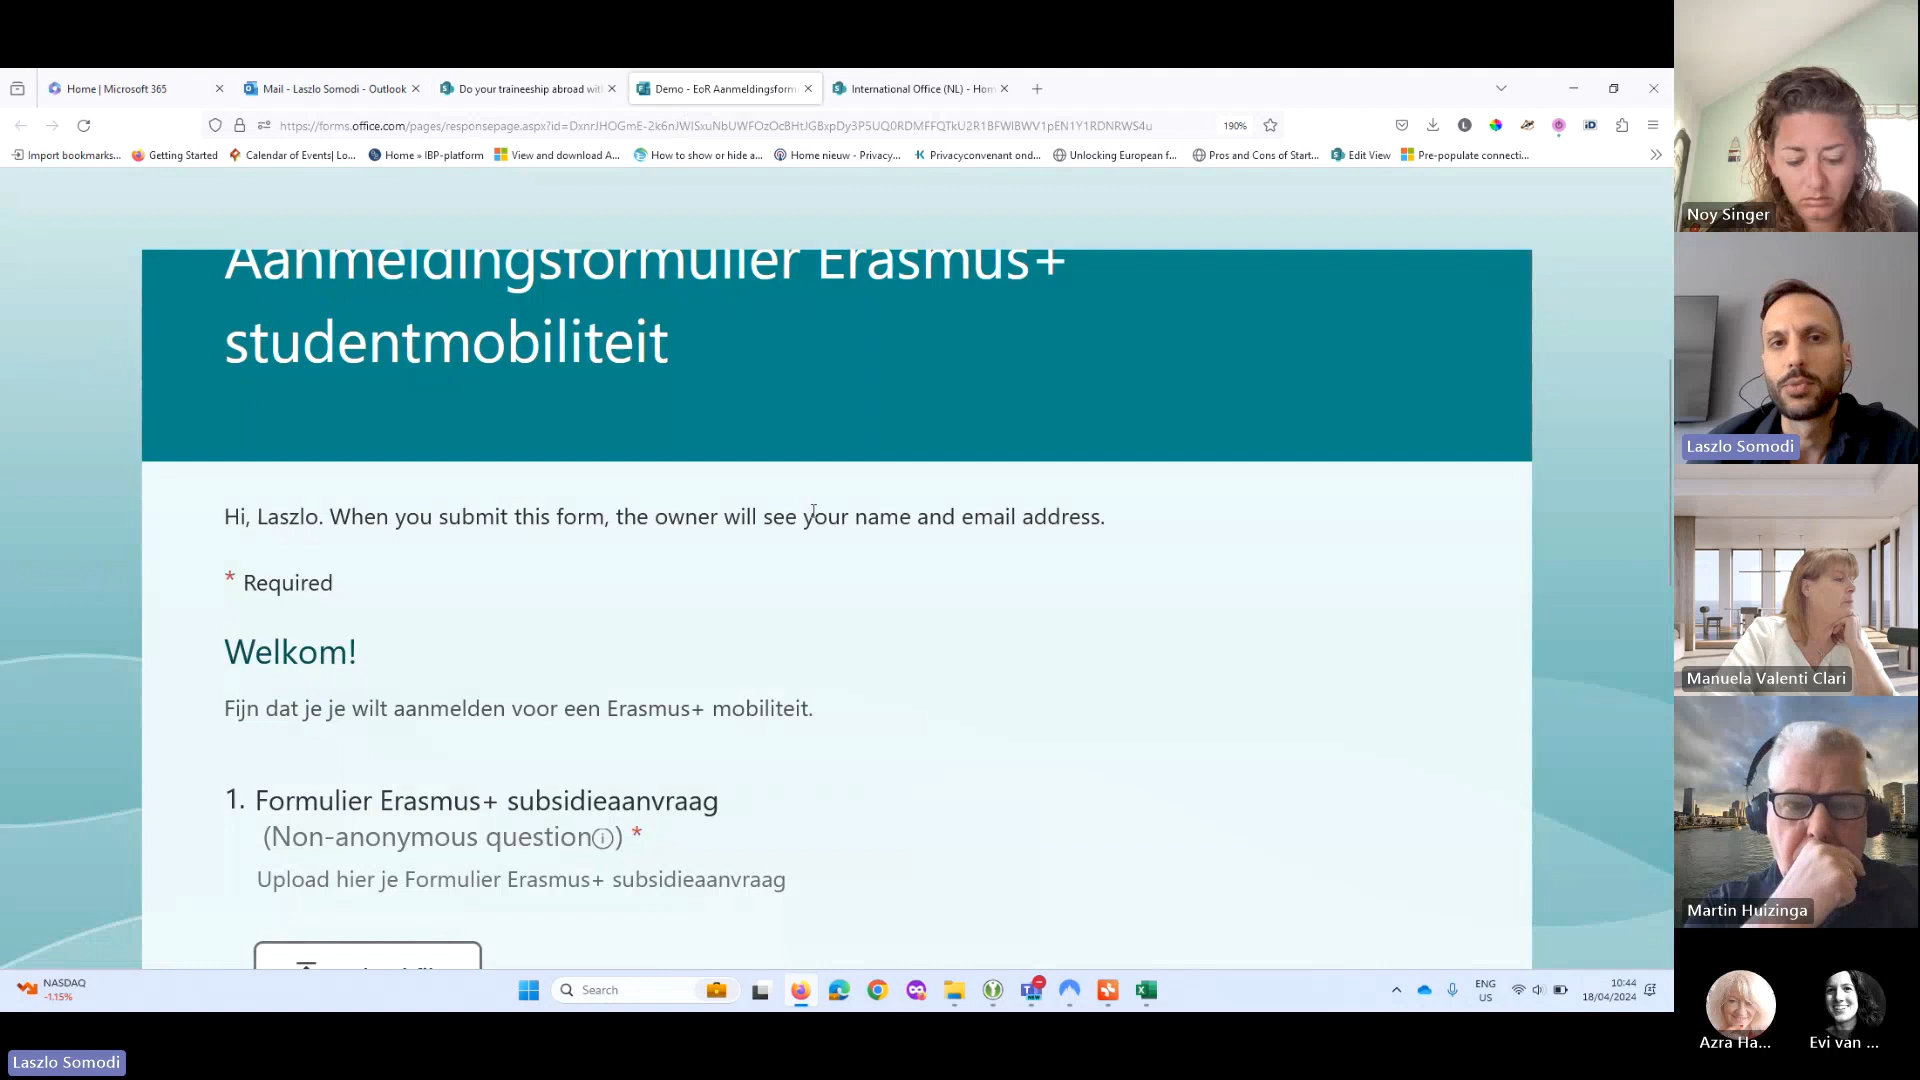 Home | Microsoft 365
Mail - Laszlo Somodi - Outlook
Do your traineeship abroad wit
Demo - EoR Aanmeldingsform
International Office (NL) - Hom
https://forms.office.com/pages/responsepage.aspx?id=DxnrJHOGmE-2k6nJWISxuNbUWFOzOcBHtJGBxpDy3P5UQ0RDMFFQTkU2R1BFWlBWV1pEN1Y1RDNRWS4u
190%
Import bookmarks...
Getting Started
Calendar of Events| Lo...
Home » IBP-platform
View and download A...
How to show or hide a...
Home nieuw - Privacy...
Privacyconvenant ond...
Unlocking European f...
Pros and Cons of Start...
Edit View
Pre-populate connecti...
Aanmeldingsformulier Erasmus+
studentmobiliteit
Hi, Laszlo. When you submit this form, the owner will see your name and email address.
* Required
Welkom!
Fijn dat je je wilt aanmelden voor een Erasmus+ mobiliteit.
1. Formulier Erasmus+ subsidieaanvraag
(Non-anonymous question) *
Upload hier je Formulier Erasmus+ subsidieaanvraag
NASDAQ
-1.15%
Search
ENG
US
10:44
18/04/2024
Noy Singer
Laszlo Somodi
Manuela Valenti Clari
Martin Huizinga
Azra Ha...
Evi van ...
Laszlo Somodi